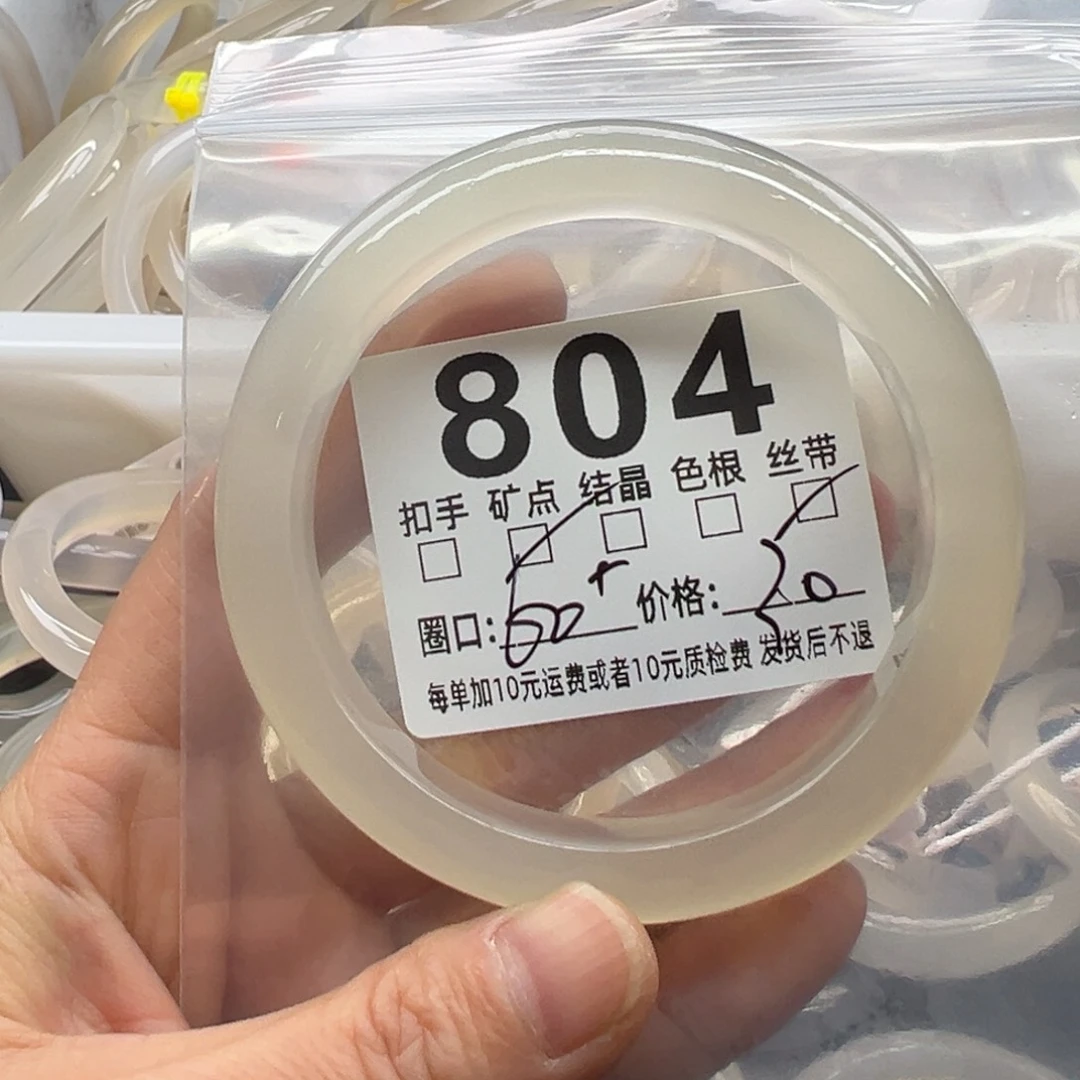 804
扣手 矿点 结晶 色根 丝带
圈口: 60+ 价格: 30
每单加10元运费或者10元质检费 发货后不退